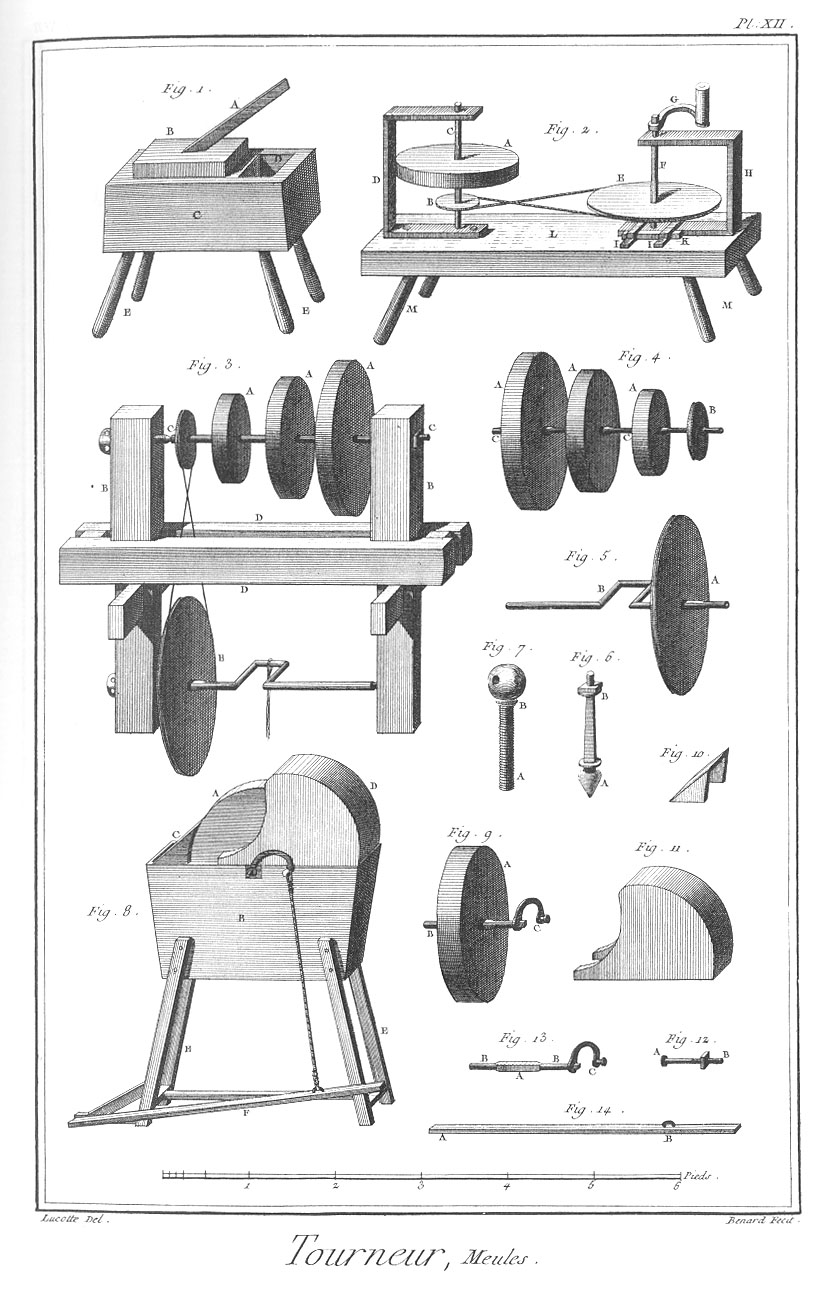 Pl. XII.
Fig. 1.
A
B
D
C
E
E
Fig. 2.
G
C
A
F
D
E
H
B
L
I
I
K
M
M
Fig. 3.
A
A
A
C
C
B
B
D
D
H
C
Fig. 4.
A
A
A
B
C
C
Fig. 5.
B
A
Fig. 7.
B
A
Fig. 6.
B
A
Fig. 10.
Fig. 8.
A
D
C
B
E
H
F
Fig. 9.
A
B
C
Fig. 11.
Fig. 13.
B
B
A
C
Fig. 12.
A
B
Fig. 14.
A
B
1 2 3 4 5 6 Pieds.
Lucotte Del.
Benard Fecit.
Tourneur, Meules.